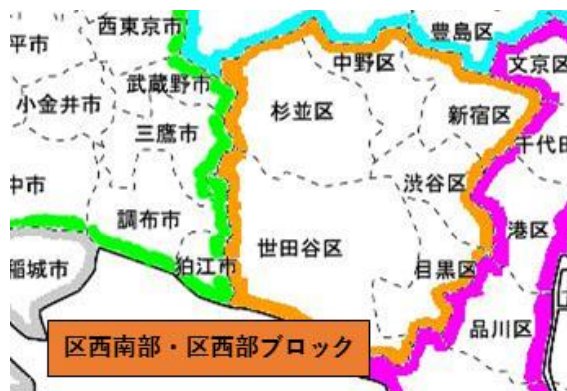 西東京市
豊島区
平市
中野区
文京区
武蔵野市
小金井市
杉並区
新宿区
三鷹市
千代田
中市
渋谷区
調布市
港区
世田谷区
狛江市
目黒区
稲城市
品川区
区西南部・区西部ブロック